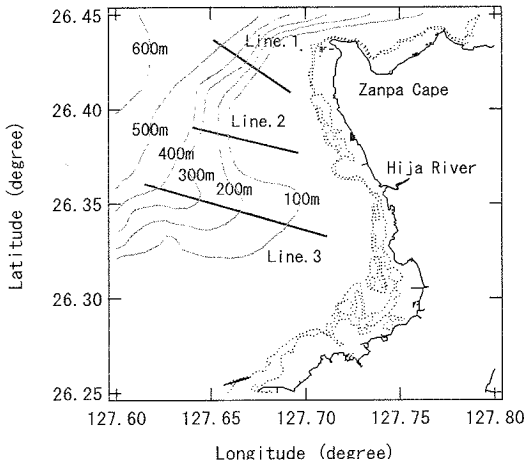 26.45
600m
Line.1
Zanpa Cape
26.40
Line.2
500m
400m
Hija River
300m
200m
100m
26.35
Line.3
26.30
26.25
127.60 127.65 127.70 127.75 127.80
Longitude (degree)
Latitude (degree)